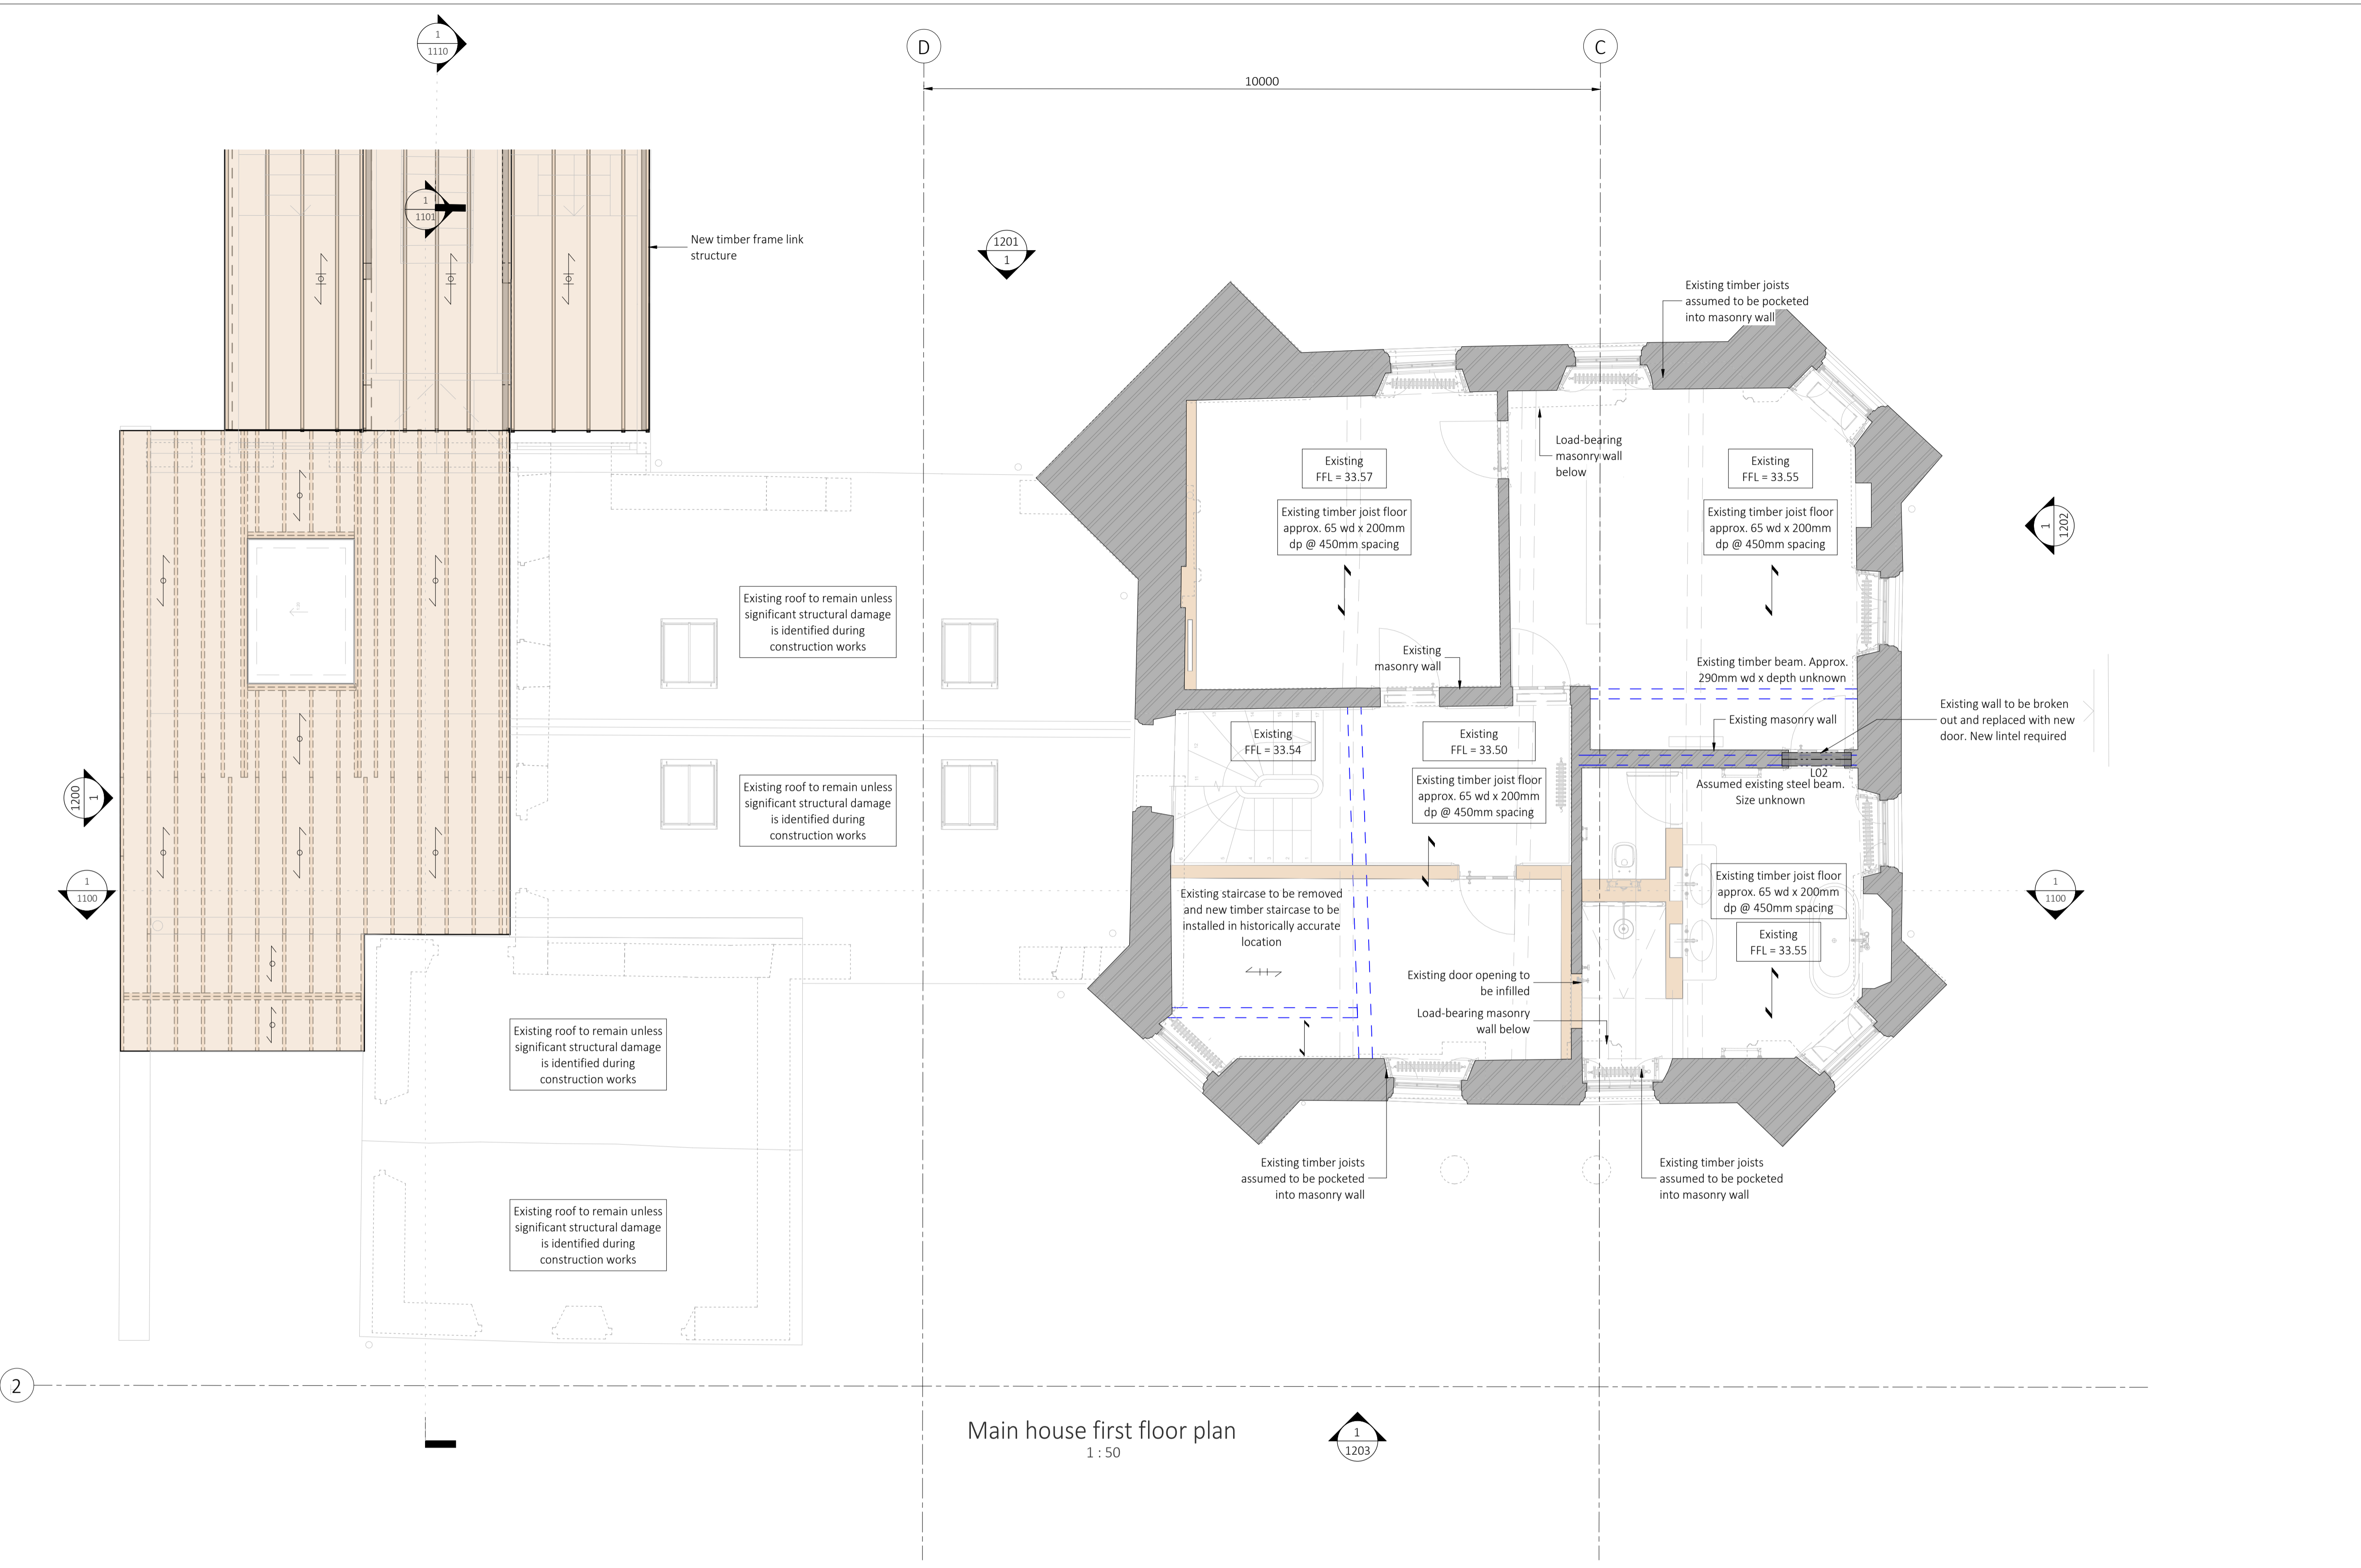 1
1110
D
C
10000
1
1101
New timber frame link
structure
1201
1
Existing timber joists
assumed to be pocketed
into masonry wall
Load-bearing
masonry wall
below
Existing
FFL = 33.57
Existing timber joist floor
approx. 65 wd x 200mm
dp @ 450mm spacing
Existing
FFL = 33.55
Existing timber joist floor
approx. 65 wd x 200mm
dp @ 450mm spacing
1
1202
Existing roof to remain unless
significant structural damage
is identified during
construction works
Existing
masonry wall
Existing timber beam. Approx.
290mm wd x depth unknown
Existing wall to be broken
out and replaced with new
door. New lintel required
Existing masonry wall
L02
Assumed existing steel beam.
Size unknown
Existing
FFL = 33.54
Existing
FFL = 33.50
Existing timber joist floor
approx. 65 wd x 200mm
dp @ 450mm spacing
1200
1
Existing roof to remain unless
significant structural damage
is identified during
construction works
1
1100
Existing staircase to be removed
and new timber staircase to be
installed in historically accurate
location
Existing timber joist floor
approx. 65 wd x 200mm
dp @ 450mm spacing
Existing
FFL = 33.55
1
1100
Existing door opening to
be infilled
Load-bearing masonry
wall below
Existing roof to remain unless
significant structural damage
is identified during
construction works
Existing timber joists
assumed to be pocketed
into masonry wall
Existing timber joists
assumed to be pocketed
into masonry wall
Existing roof to remain unless
significant structural damage
is identified during
construction works
2
Main house first floor plan
1 : 50
1
1203